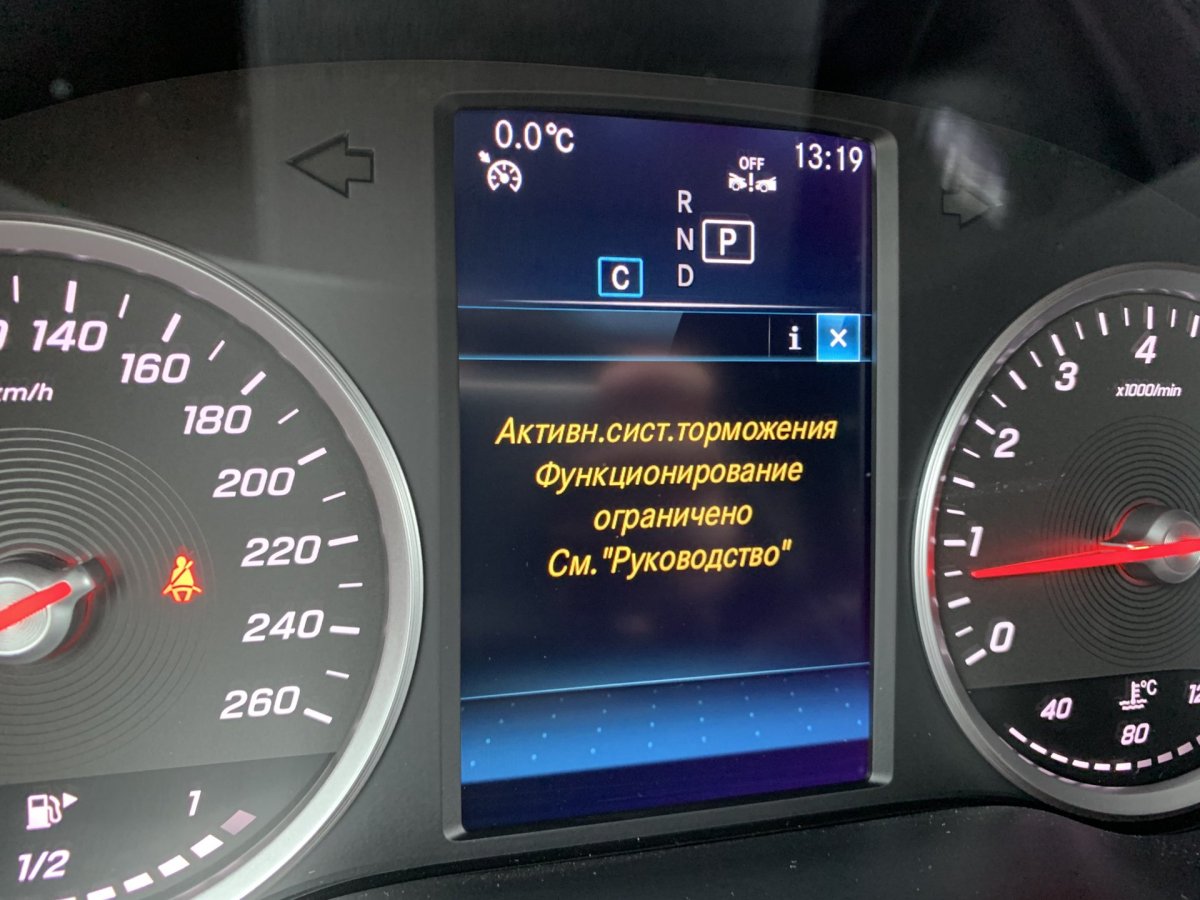 0.0°C
OFF
13:19
R
N P
C D
i ×
Активн.сист.торможения
Функционирование
ограничено
См."Руководство"
140
160
180
200
220
240
260
1
1/2
4
3
x1000/min
2
1
0
°C
40
80